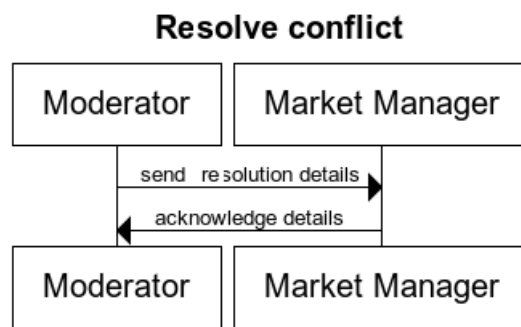 Resolve conflict
Moderator
Market Manager
send resolution details
acknowledge details
Moderator
Market Manager